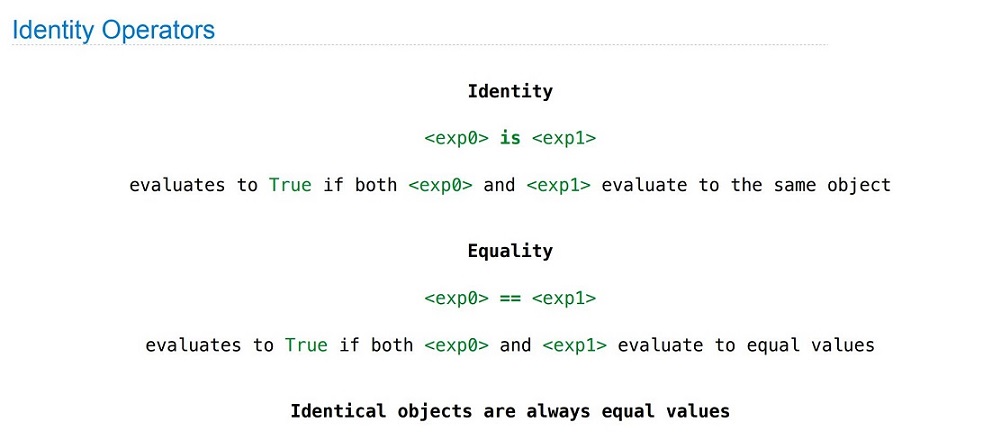 Identity Operators
Identity
<exp0> is <exp1>
evaluates to True if both <exp0> and <exp1> evaluate to the same object
Equality
<exp0> == <exp1>
evaluates to True if both <exp0> and <exp1> evaluate to equal values
Identical objects are always equal values